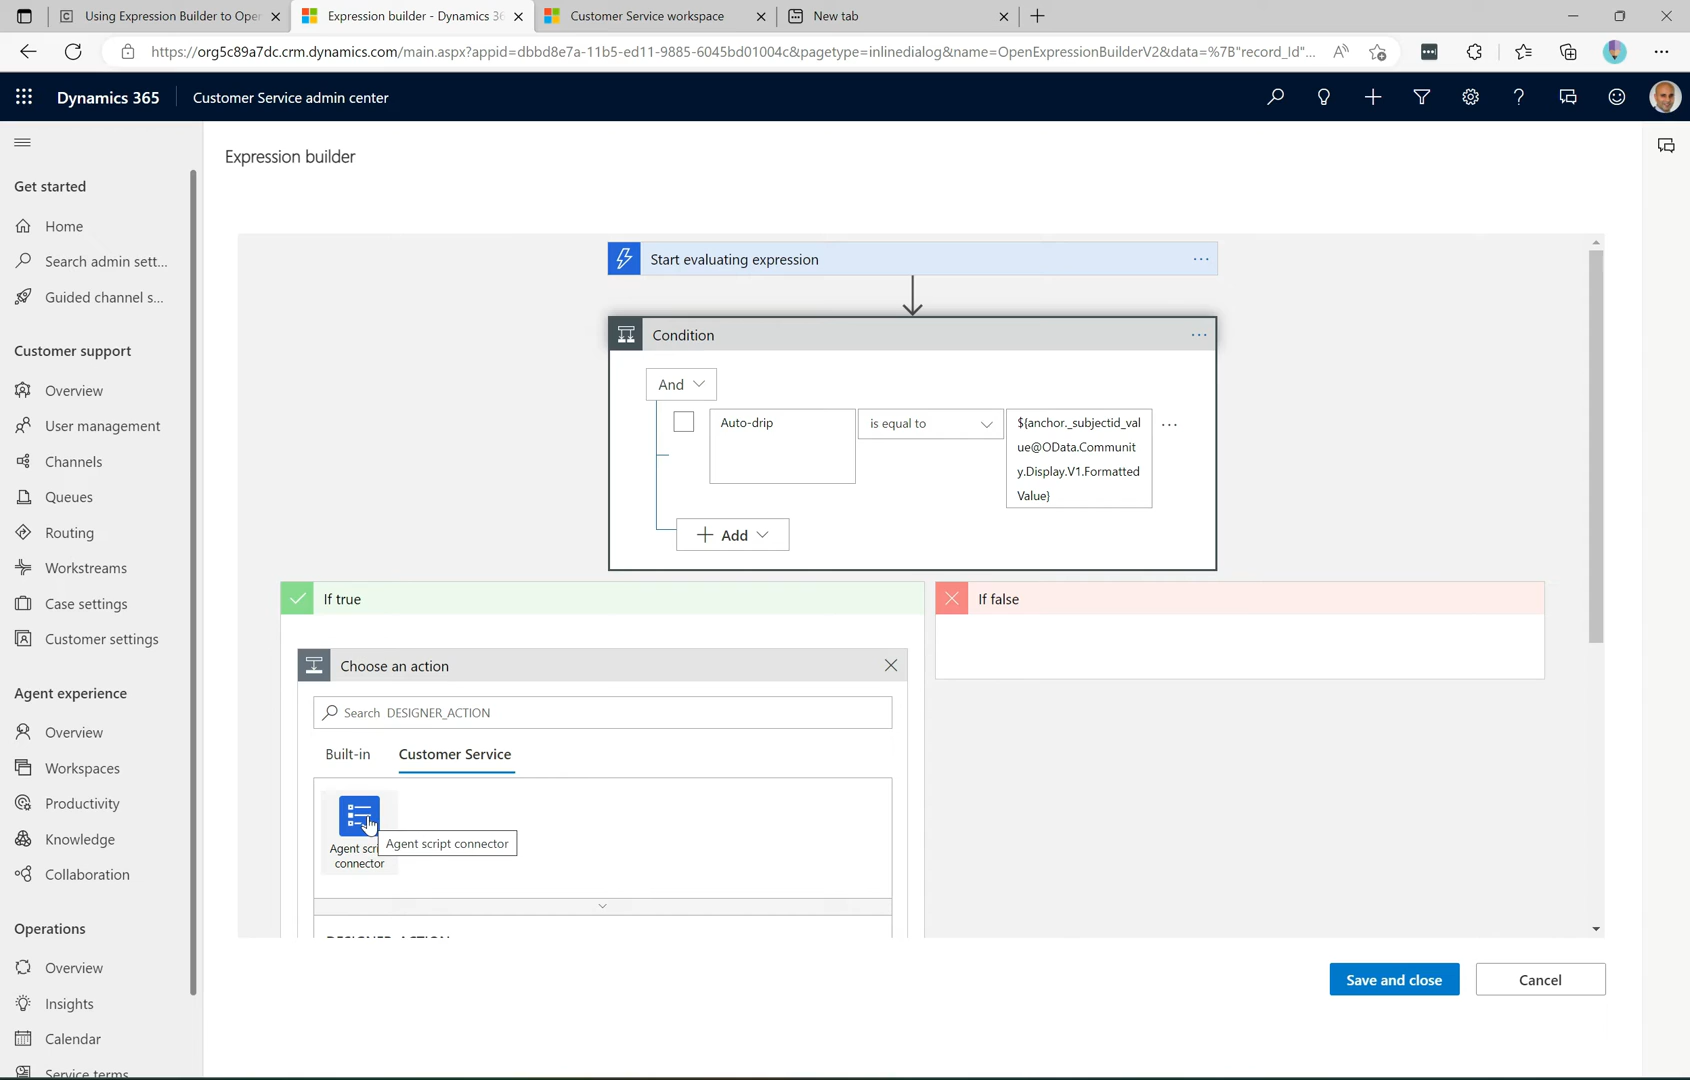 Using Expression Builder to Oper
Expression builder - Dynamics 36
Customer Service workspace
New tab
https://org5c89a7dc.crm.dynamics.com/main.aspx?appid=dbbd8e7a-11b5-ed11-9885-6045bd01004c&pagetype=inlinedialog&name=OpenExpressionBuilderV2&data=%7B"record_Id"...
Dynamics 365
Customer Service admin center
Expression builder
Get started
Home
Search admin sett...
Guided channel s...
Customer support
Overview
User management
Channels
Queues
Routing
Workstreams
Case settings
Customer settings
Agent experience
Overview
Workspaces
Productivity
Knowledge
Collaboration
Operations
Overview
Insights
Calendar
Service terms
Start evaluating expression
...
Condition
...
And
Auto-drip
is equal to
${anchor._subjectid_val
ue@OData.Communit
y.Display.V1.Formatted
Value}
...
+ Add
If true
If false
Choose an action
Search DESIGNER_ACTION
Built-in
Customer Service
Agent scri
connector
Agent script connector
DESIGNER_ACTION
Save and close
Cancel